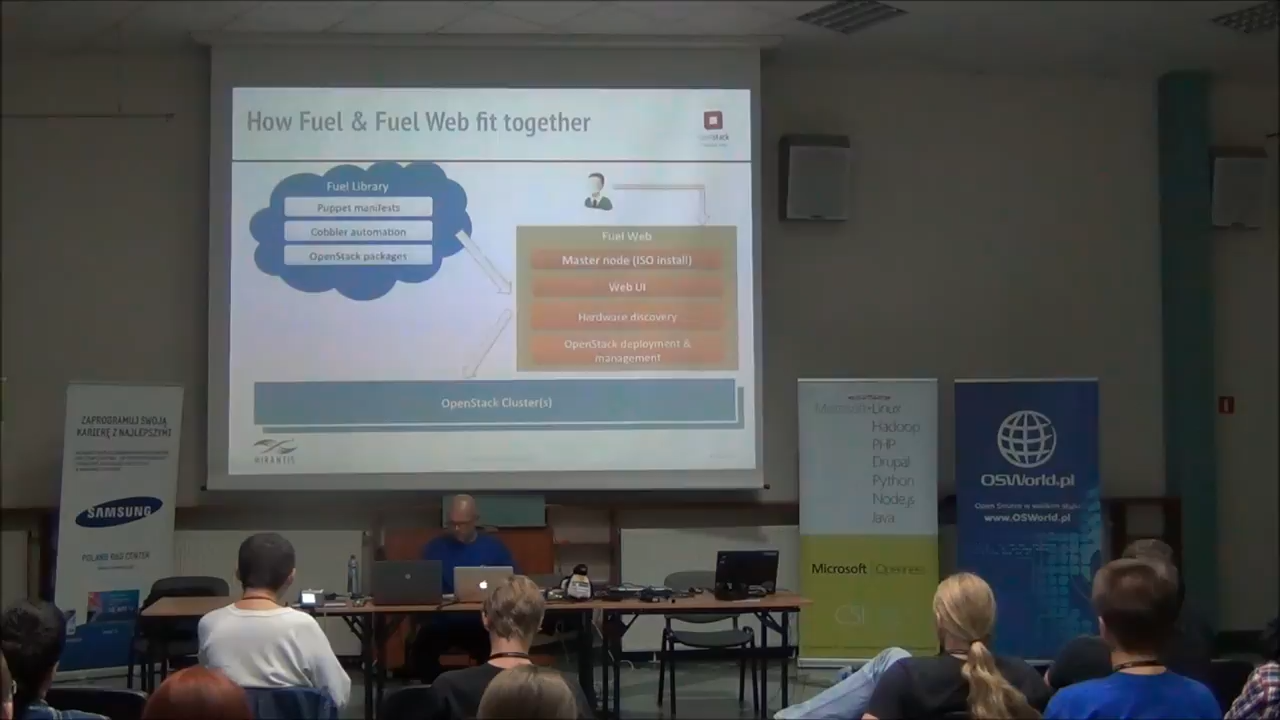 How Fuel & Fuel Web fit together
Fuel Library
Puppet manifests
Cobbler automation
OpenStack packages
Fuel Web
Master node (ISO install)
Web UI
Hardware discovery
OpenStack deployment &
management
OpenStack Cluster(s)
MIRANTIS
ZAPROGRAMUJ SWOJĄ
KARIERĘ Z NAJLEPSZYMI
SAMSUNG
POLAND R&D CENTER
Linux
Hadoop
PHP
Drupal
Python
Node.js
Java
Microsoft Openness
OSWorld.pl
www.OSWorld.pl